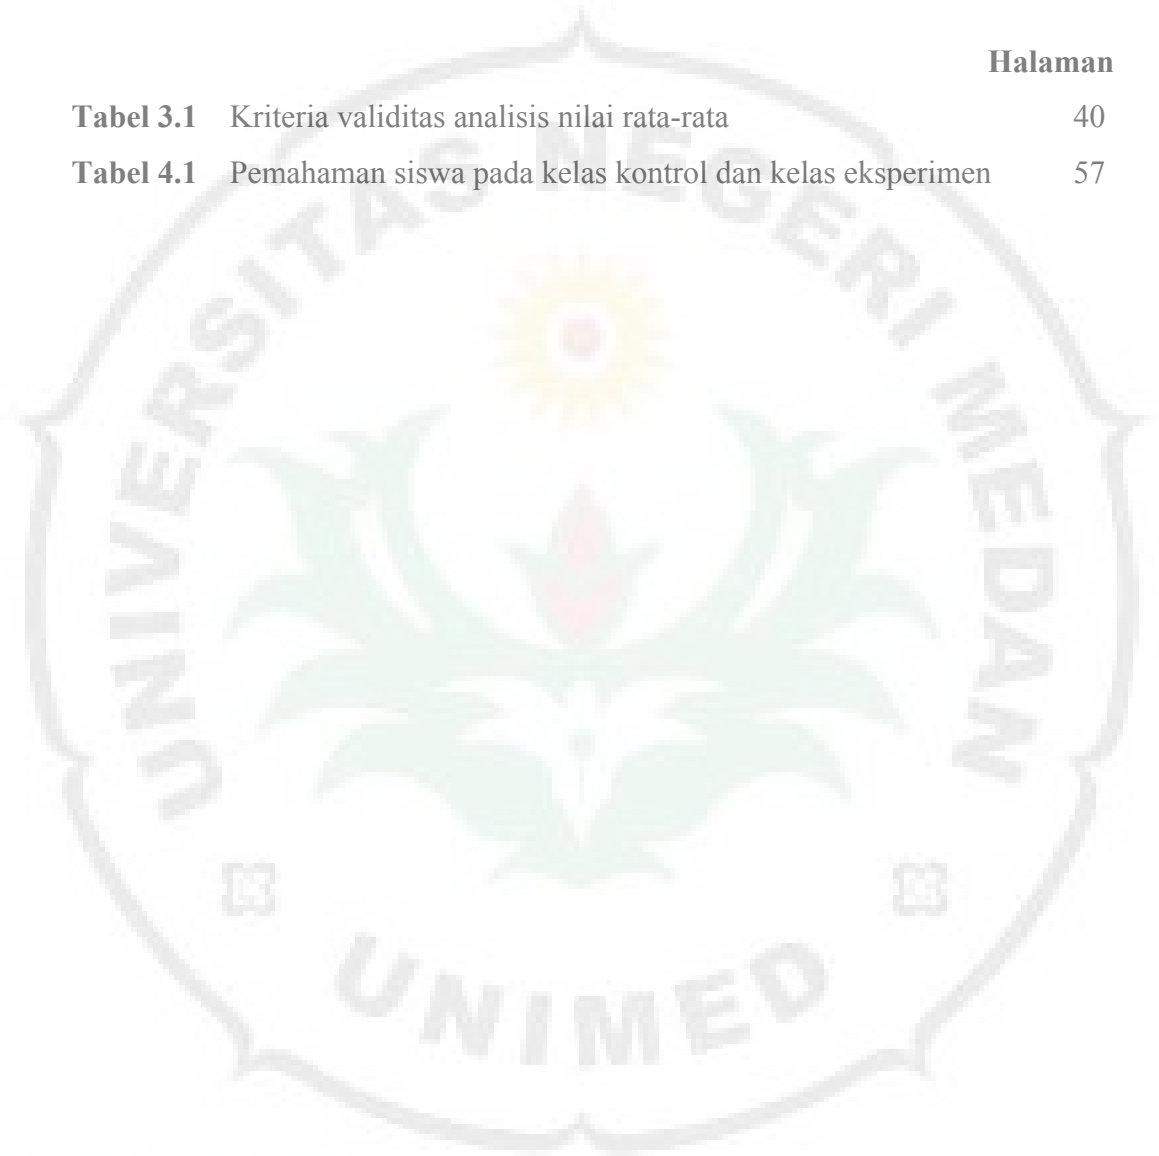 Halaman
Tabel 3.1 Kriteria validitas analisis nilai rata-rata 40
Tabel 4.1 Pemahaman siswa pada kelas kontrol dan kelas eksperimen 57
UNIVERSITAS NEGERI MEDAN
UNIMED